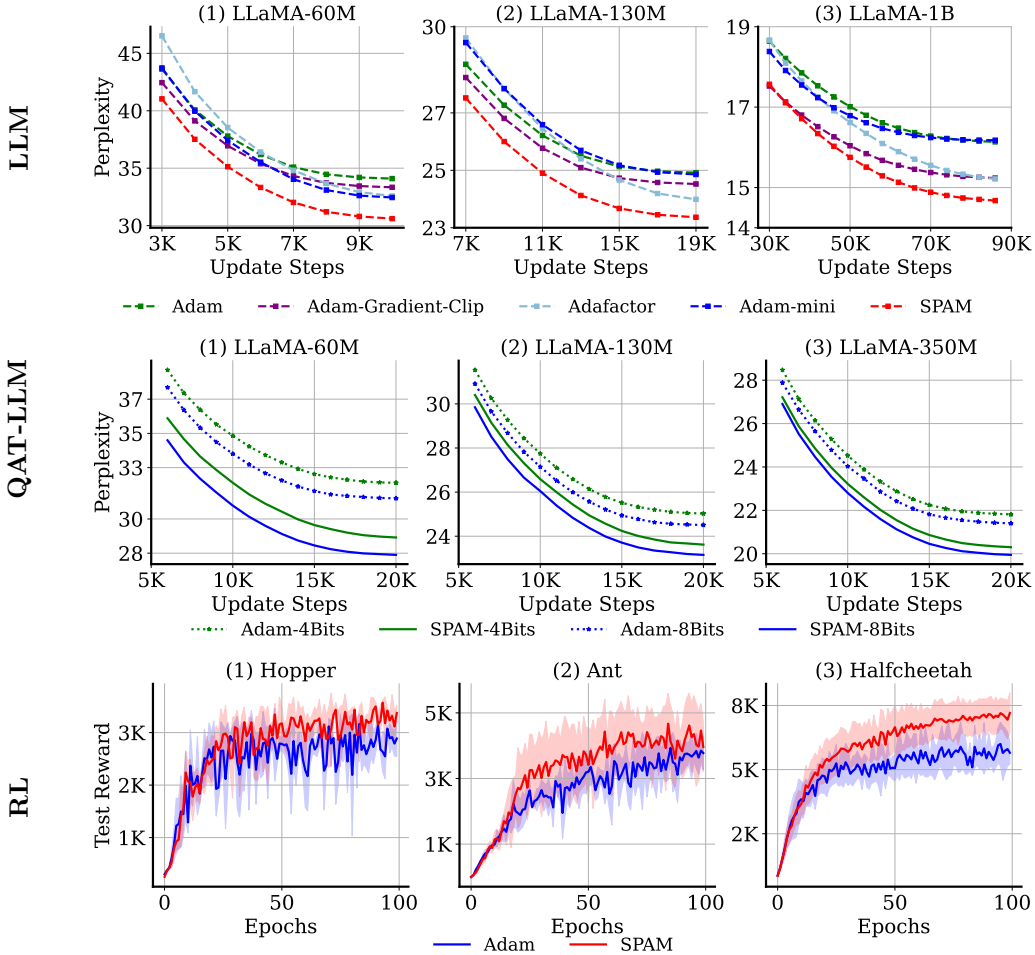 LLM
(1) LLaMA-60M
(2) LLaMA-130M
(3) LLaMA-1B
Perplexity
45
40
35
30
3K 5K 7K 9K
Update Steps
30
27
25
23
7K 11K 15K 19K
Update Steps
19
17
15
14
30K 50K 70K 90K
Update Steps
Adam Adam-Gradient-Clip Adafactor Adam-mini SPAM
QAT-LLM
(1) LLaMA-60M
(2) LLaMA-130M
(3) LLaMA-350M
Perplexity
37
35
33
30
28
5K 10K 15K 20K
Update Steps
30
28
26
24
5K 10K 15K 20K
Update Steps
28
26
24
22
20
5K 10K 15K 20K
Update Steps
Adam-4Bits SPAM-4Bits Adam-8Bits SPAM-8Bits
RL
(1) Hopper
(2) Ant
(3) Halfcheetah
Test Reward
3K
2K
1K
0 50 100
Epochs
5K
3K
1K
0 50 100
Epochs
8K
5K
2K
0 50 100
Epochs
Adam SPAM